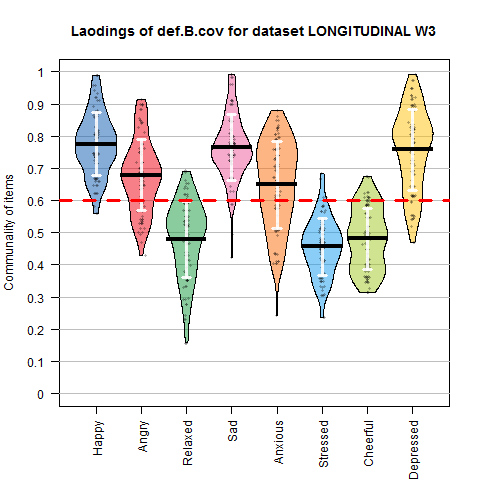 Laodings of def.B.cov for dataset LONGITUDINAL W3
Communality of items
1
0.9
0.8
0.7
0.6
0.5
0.4
0.3
0.2
0.1
0
Happy
Angry
Relaxed
Sad
Anxious
Stressed
Cheerful
Depressed